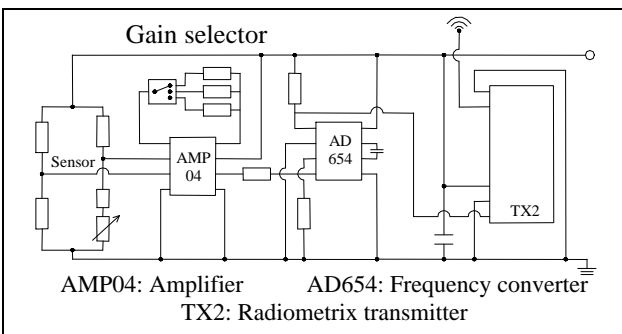 Gain selector
Sensor
AMP
04
AD
654
TX2
AMP04: Amplifier
AD654: Frequency converter
TX2: Radiometrix transmitter